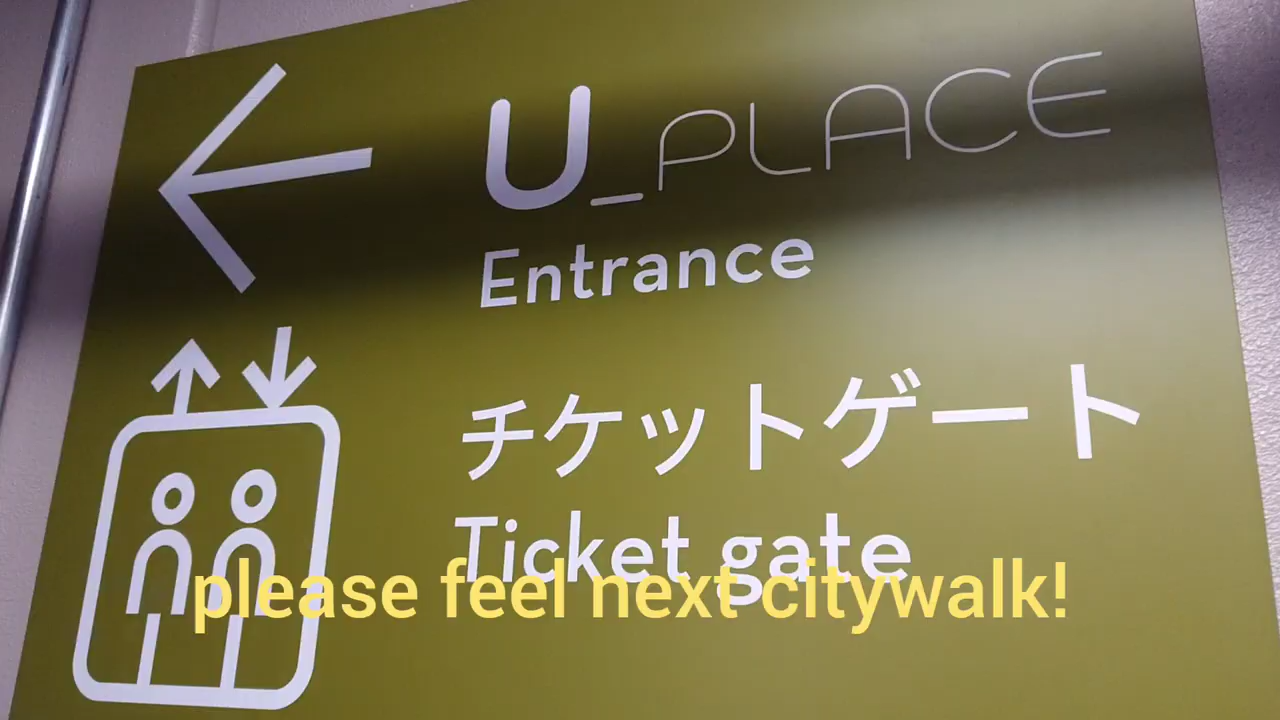 U_PLACE
Entrance
チケットゲート
Ticket gate
please feel next citywalk!